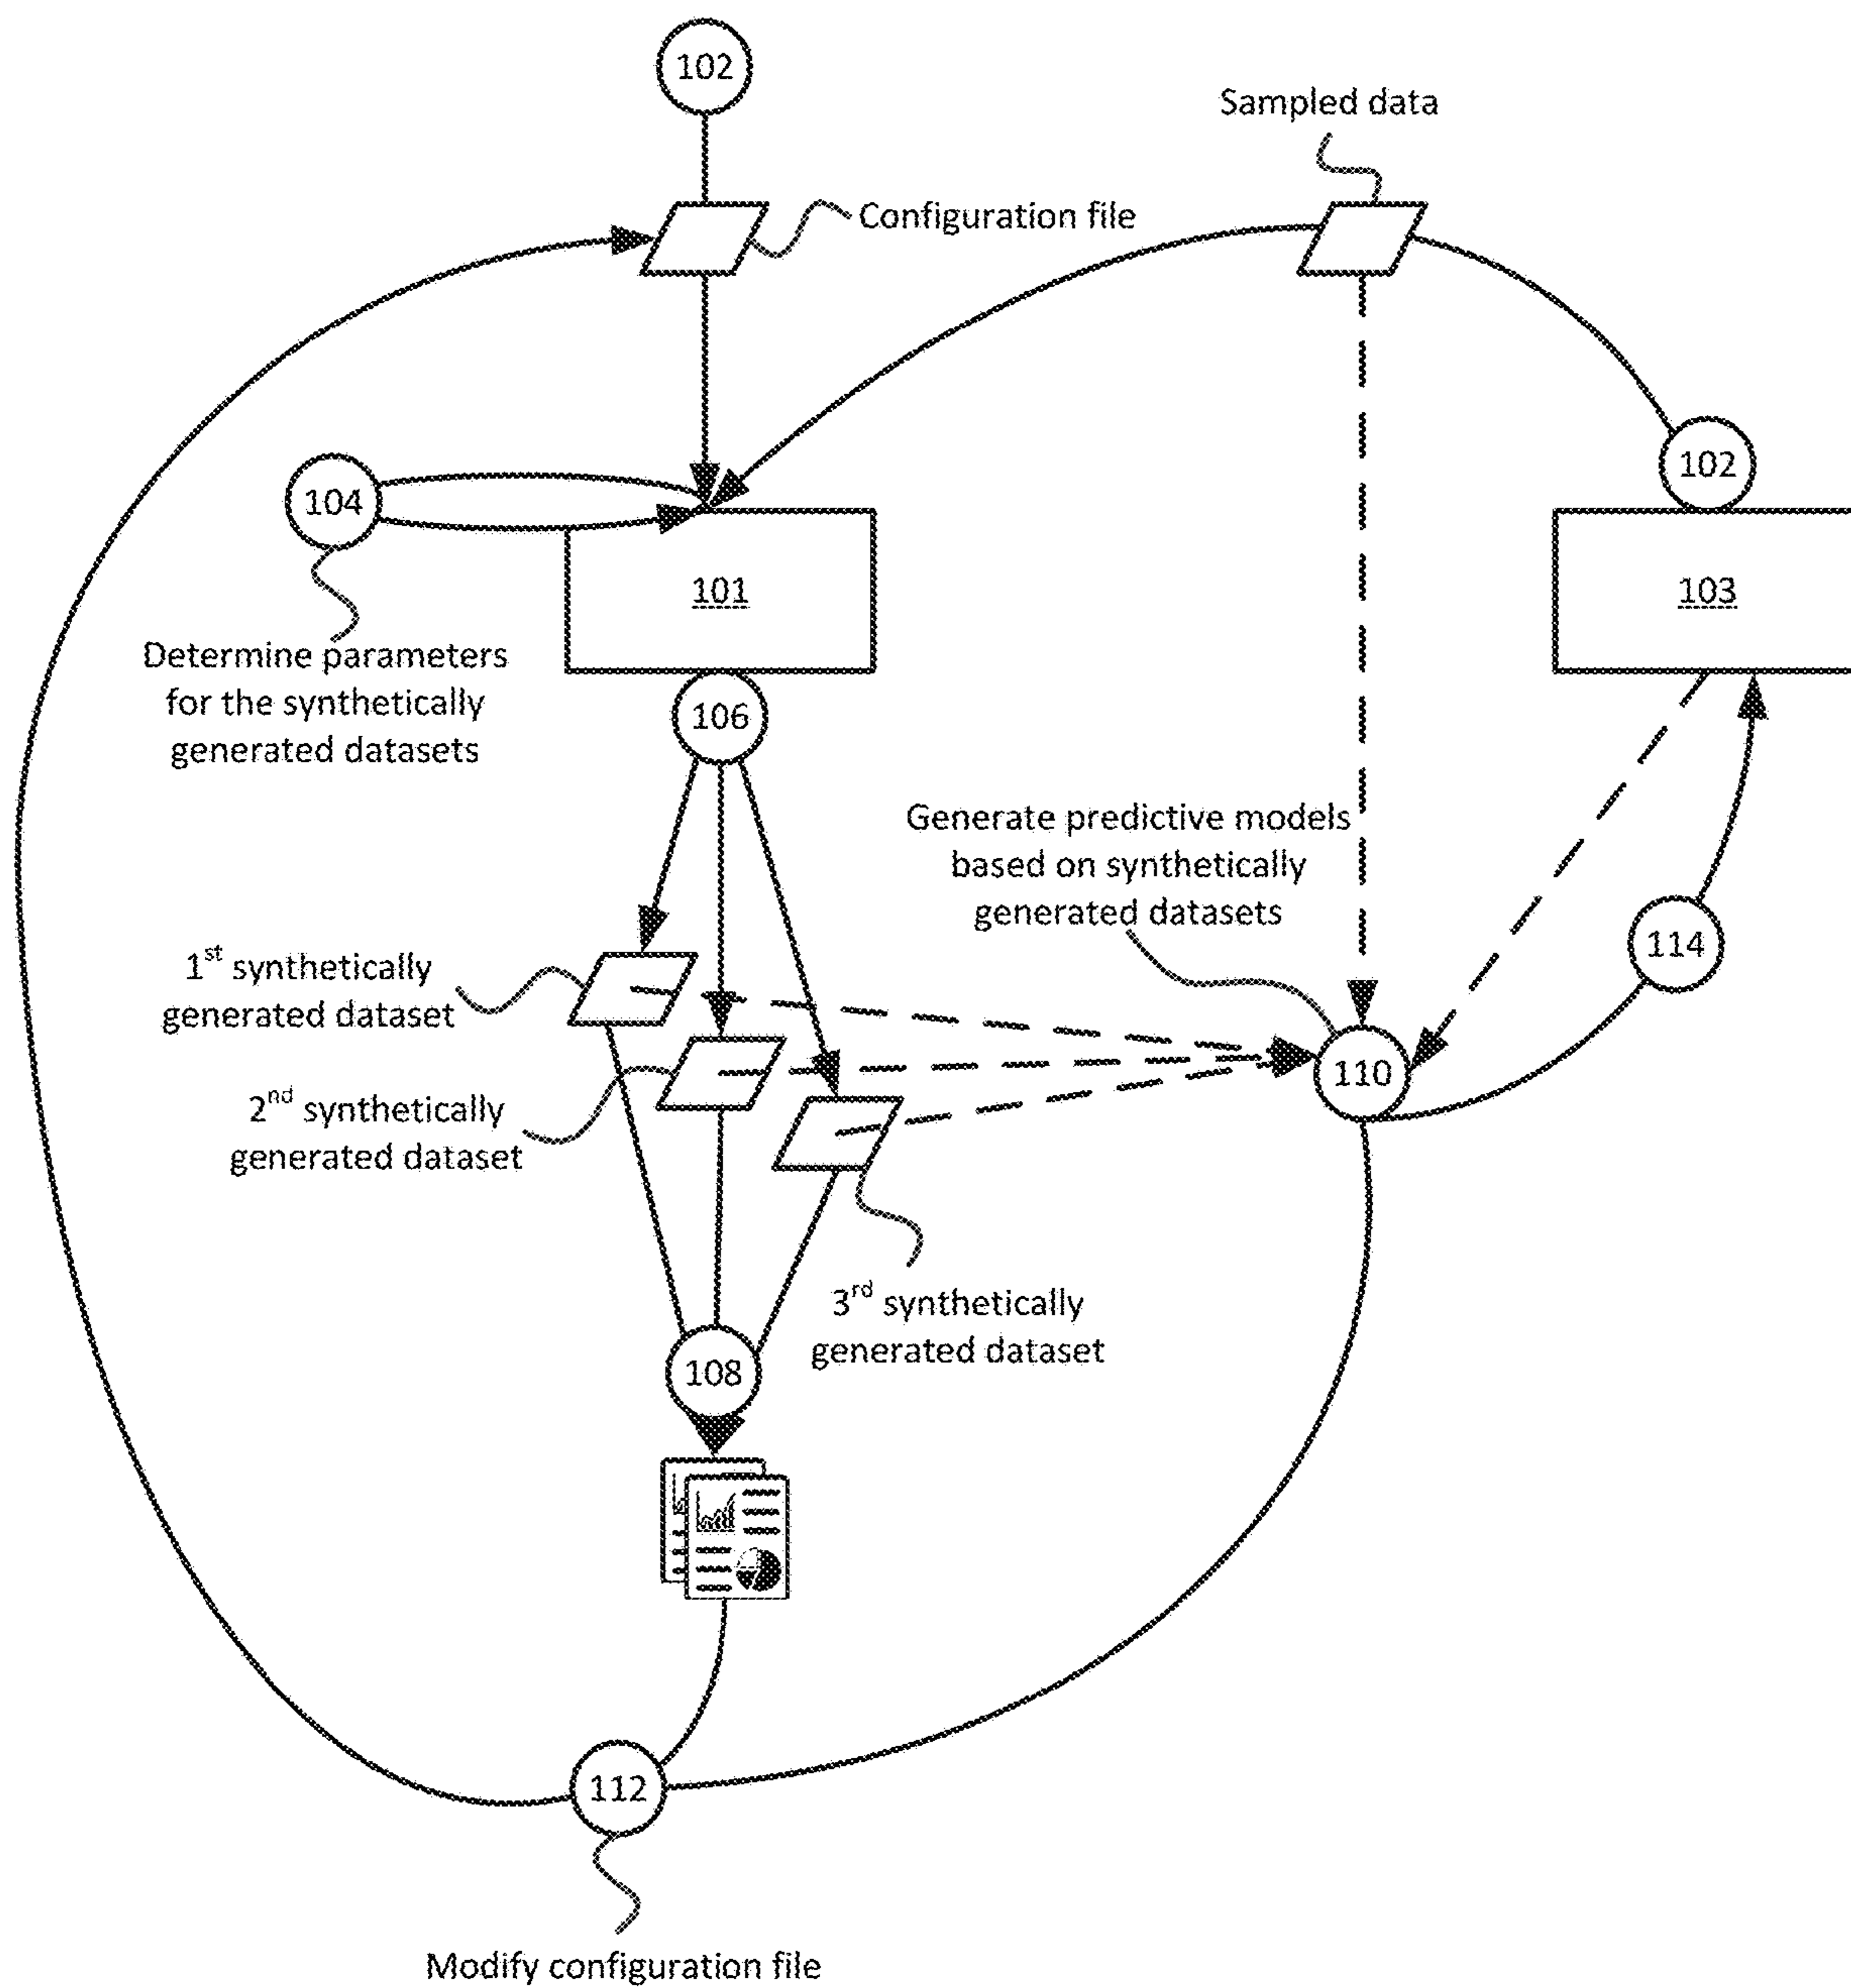 102
Sampled data
Configuration file
102
104
101
103
Determine parameters
for the synthetically
generated datasets
106
Generate predictive models
based on synthetically
generated datasets
114
1st synthetically
generated dataset
110
2nd synthetically
generated dataset
3rd synthetically
generated dataset
108
112
Modify configuration file